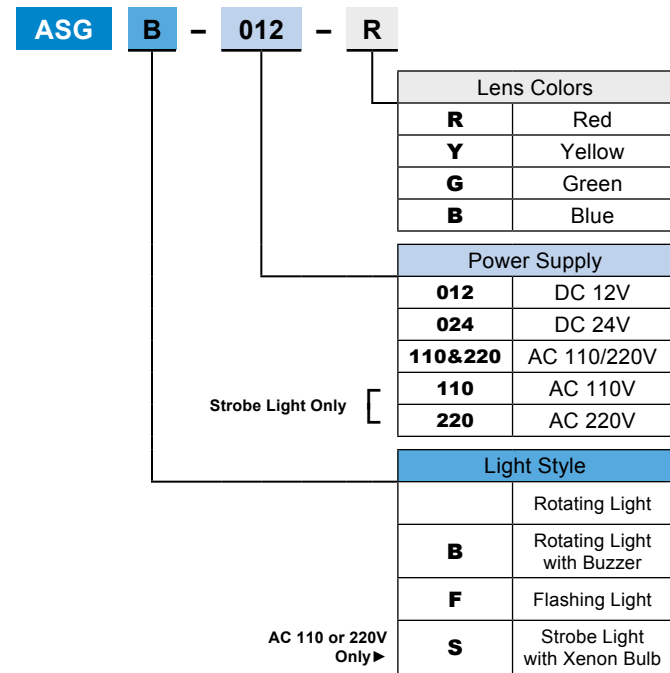 ASG B – 012 – R
Lens Colors
R Red
Y Yellow
G Green
B Blue
Power Supply
012 DC 12V
024 DC 24V
110&220 AC 110/220V
110 AC 110V
Strobe Light Only
220 AC 220V
Light Style
Rotating Light
B Rotating Light
with Buzzer
F Flashing Light
AC 110 or 220V
Only►
S Strobe Light
with Xenon Bulb